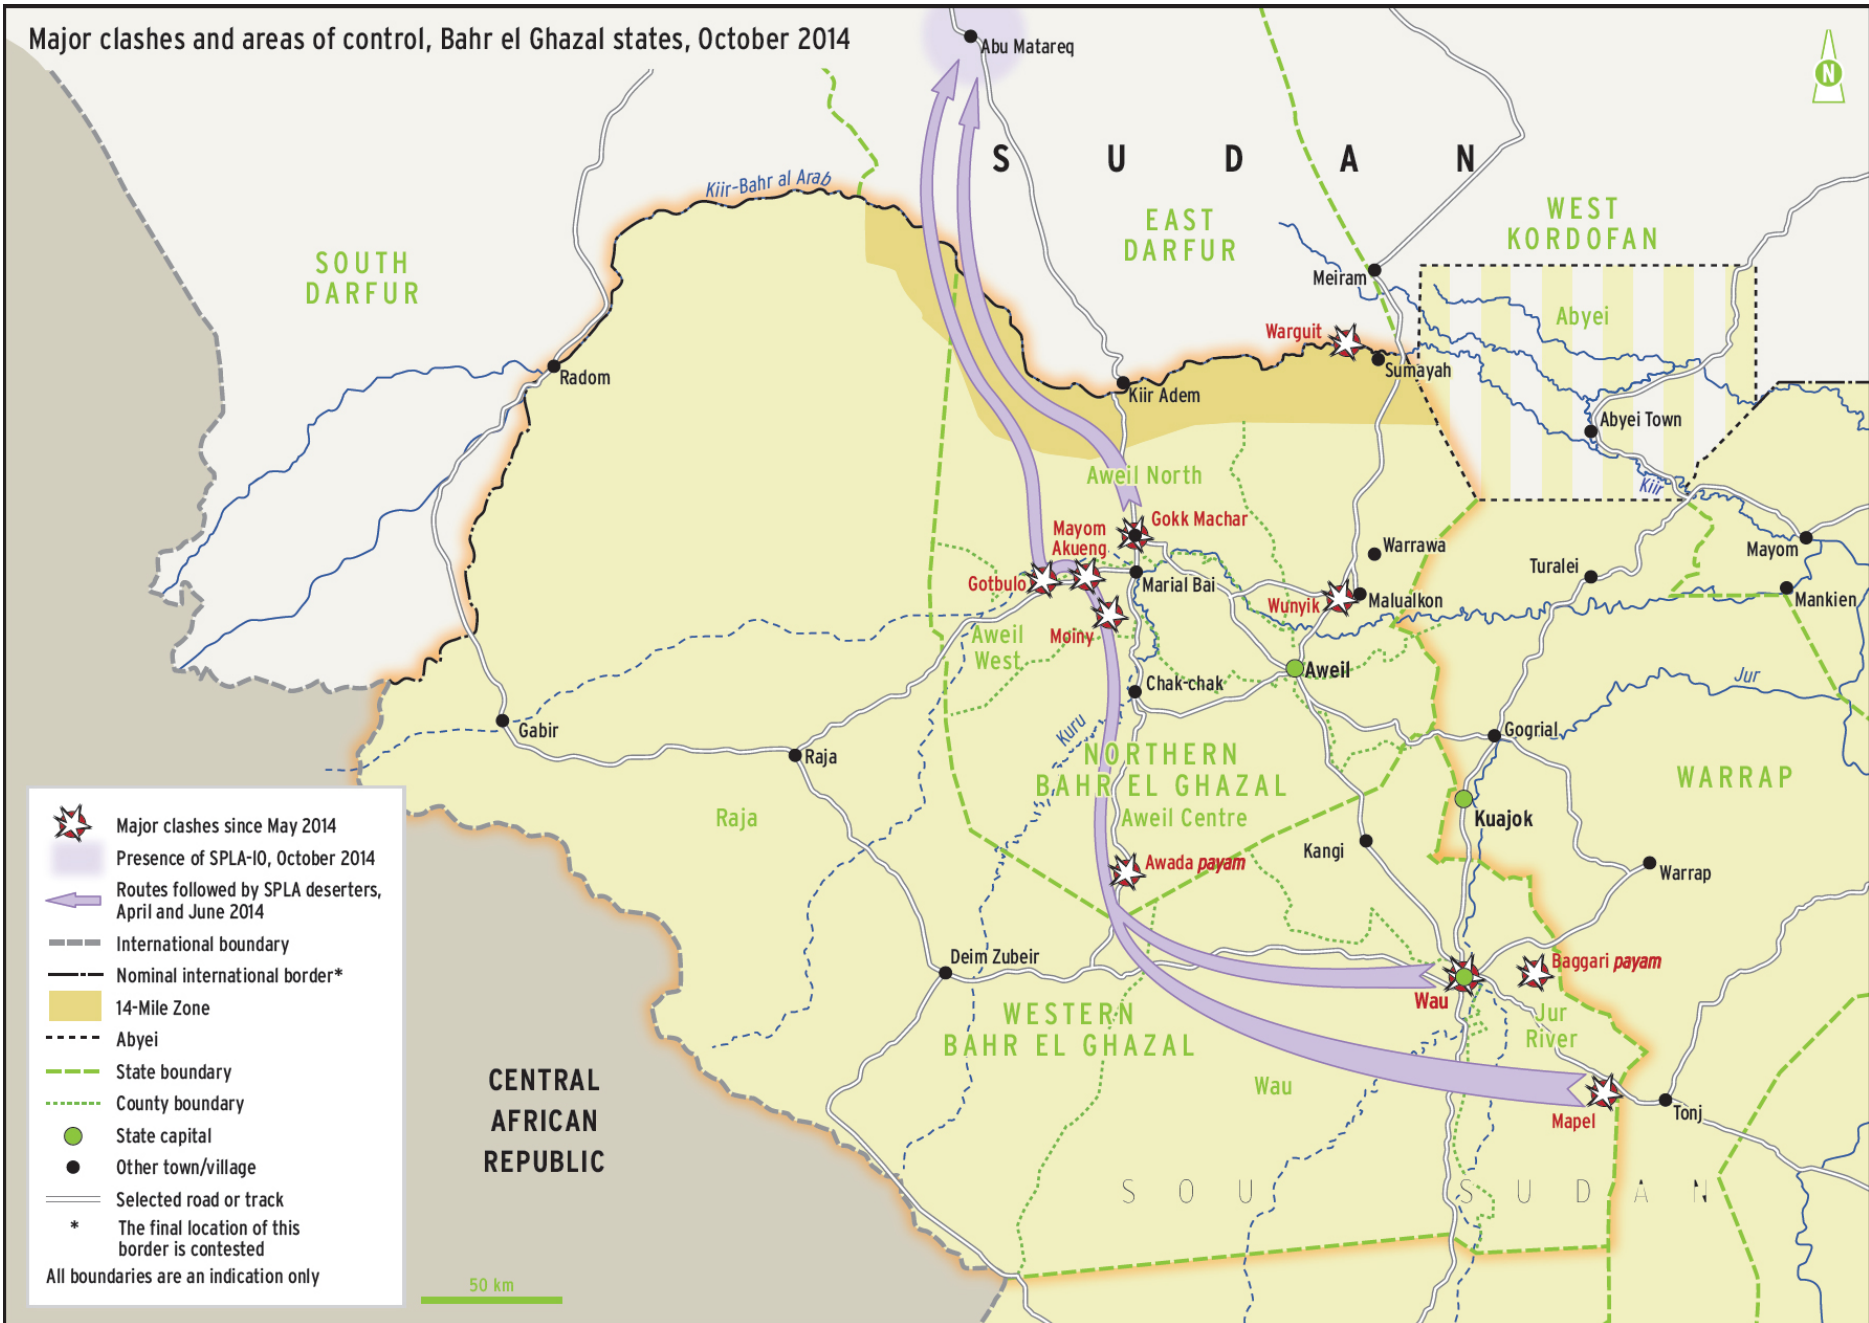 Major clashes and areas of control, Bahr el Ghazal states, October 2014
Abu Matareq
N
S U D A N
Kiir-Bahr al Arab
SOUTH
DARFUR
EAST
DARFUR
WEST
KORDOFAN
Meiram
Abyei
Warguit
Sumayah
Radom
Kiir Adem
Abyei Town
Aweil North
Kiir
Gokk Machar
Mayom
Akueng
Warrawa
Mayom
Turalei
Gotbulo
Marial Bai
Wunyik
Malualkon
Mankien
Moiny
Aweil
West
Aweil
Chak-chak
Jur
Kuru
Gabir
Raja
Gogrial
NORTHERN
BAHR EL GHAZAL
WARRAP
Raja
Aweil Centre
Kuajok
Kangi
Awada payam
Warrap
Deim Zubeir
Baggari payam
Wau
WESTERN
BAHR EL GHAZAL
Jur
River
Wau
Mapel
Tonj
CENTRAL
AFRICAN
REPUBLIC
S O U S U D A N
Major clashes since May 2014
Presence of SPLA-IO, October 2014
Routes followed by SPLA deserters,
April and June 2014
International boundary
Nominal international border*
14-Mile Zone
Abyei
State boundary
County boundary
State capital
Other town/village
Selected road or track
* The final location of this
border is contested
All boundaries are an indication only
50 km